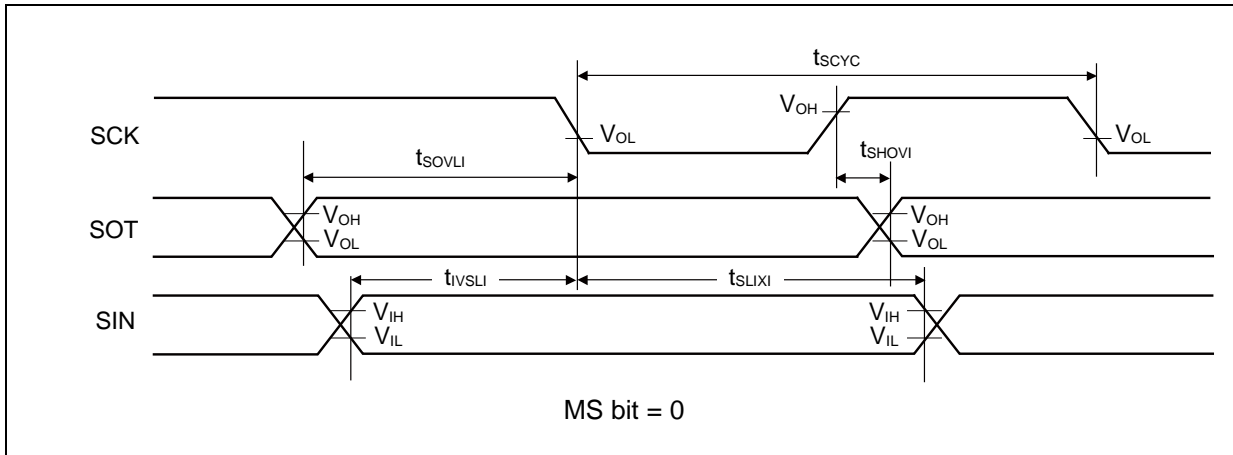 tSCYC
SCK
VOL
VOH
VOL
tSOVLI
tSHOVI
SOT
VOH
VOL
VOH
VOL
tIVSLI
tSLIXI
SIN
VIH
VIL
VIH
VIL
MS bit = 0